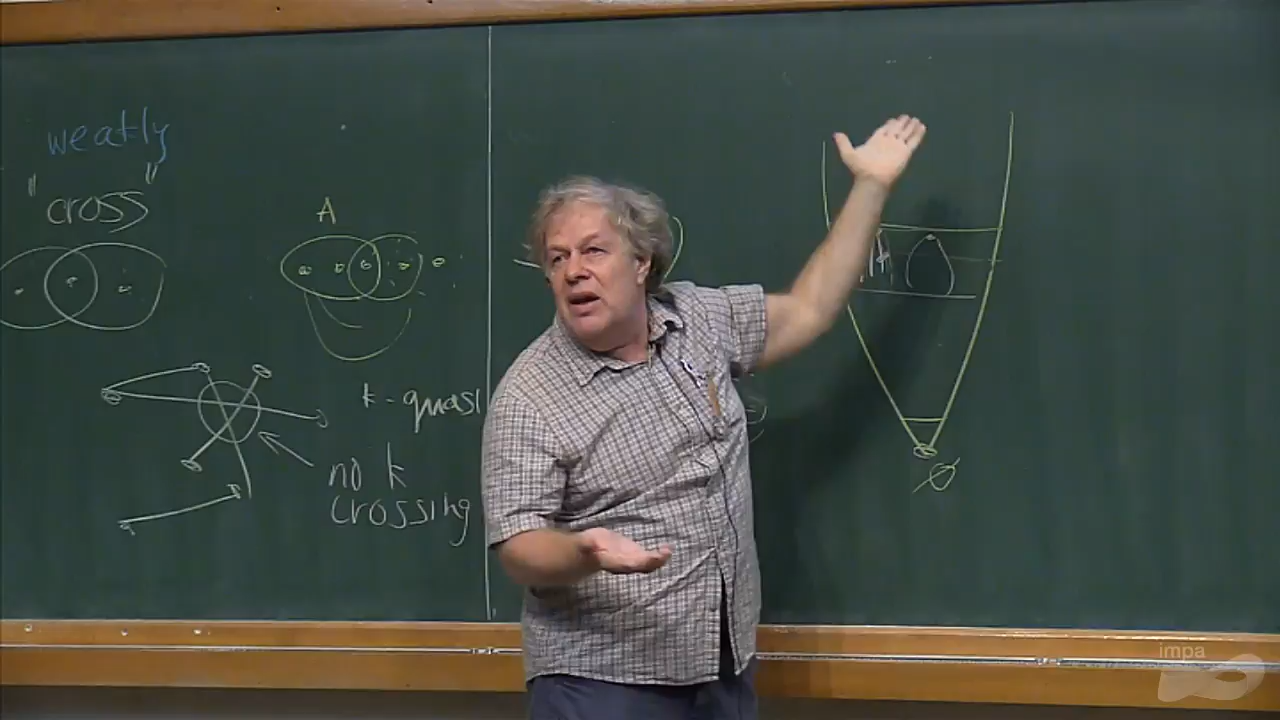 weakly
"cross"
A
k-quasi
no k
crossing
∅
impa